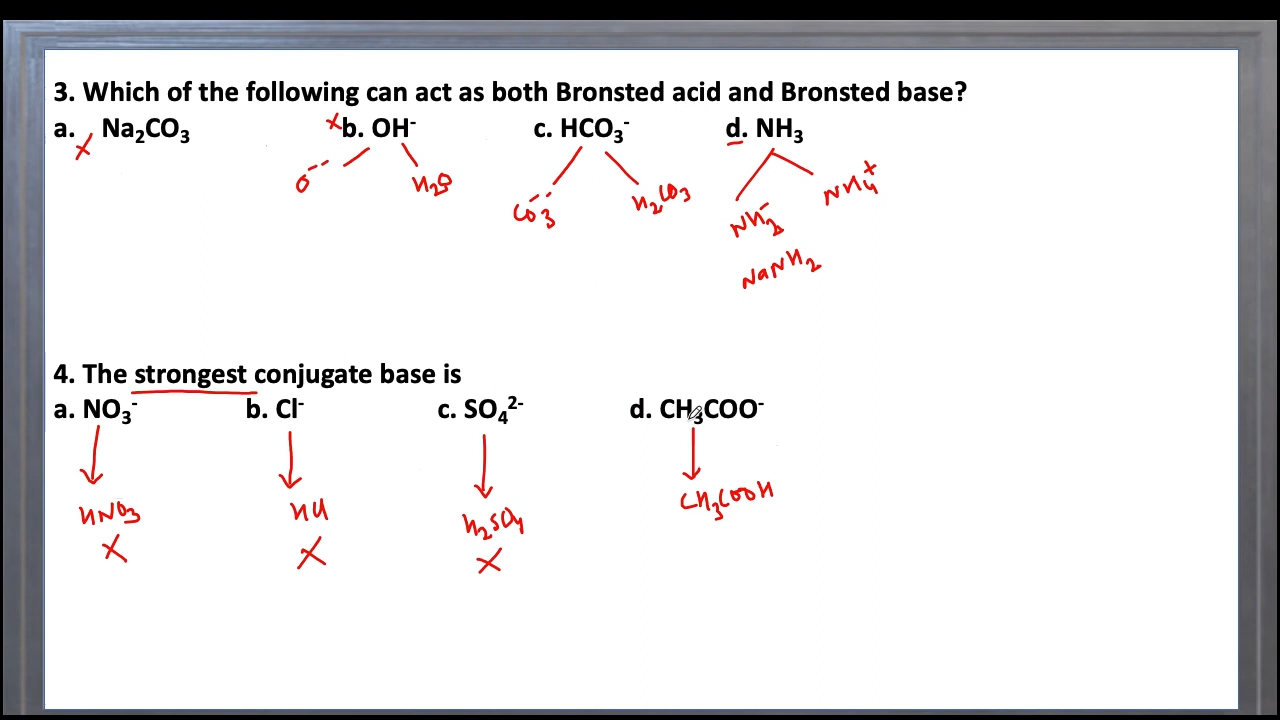 3. Which of the following can act as both Bronsted acid and Bronsted base?
a. Na₂CO₃ b. OH⁻ c. HCO₃⁻ d. NH₃
O⁻⁻ H₂O CO₃⁻⁻ H₂CO₃ NH₂⁻ NH₄⁺
NaNH₂
4. The strongest conjugate base is
a. NO₃⁻ b. Cl⁻ c. SO₄²⁻ d. CH₃COO⁻
HNO₃ HCl H₂SO₄ CH₃COOH
X X X